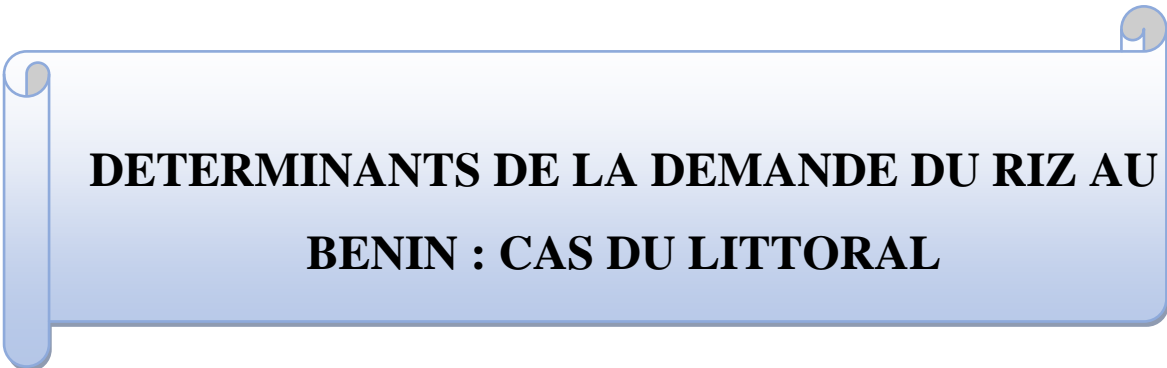 DETERMINANTS DE LA DEMANDE DU RIZ AU
BENIN : CAS DU LITTORAL